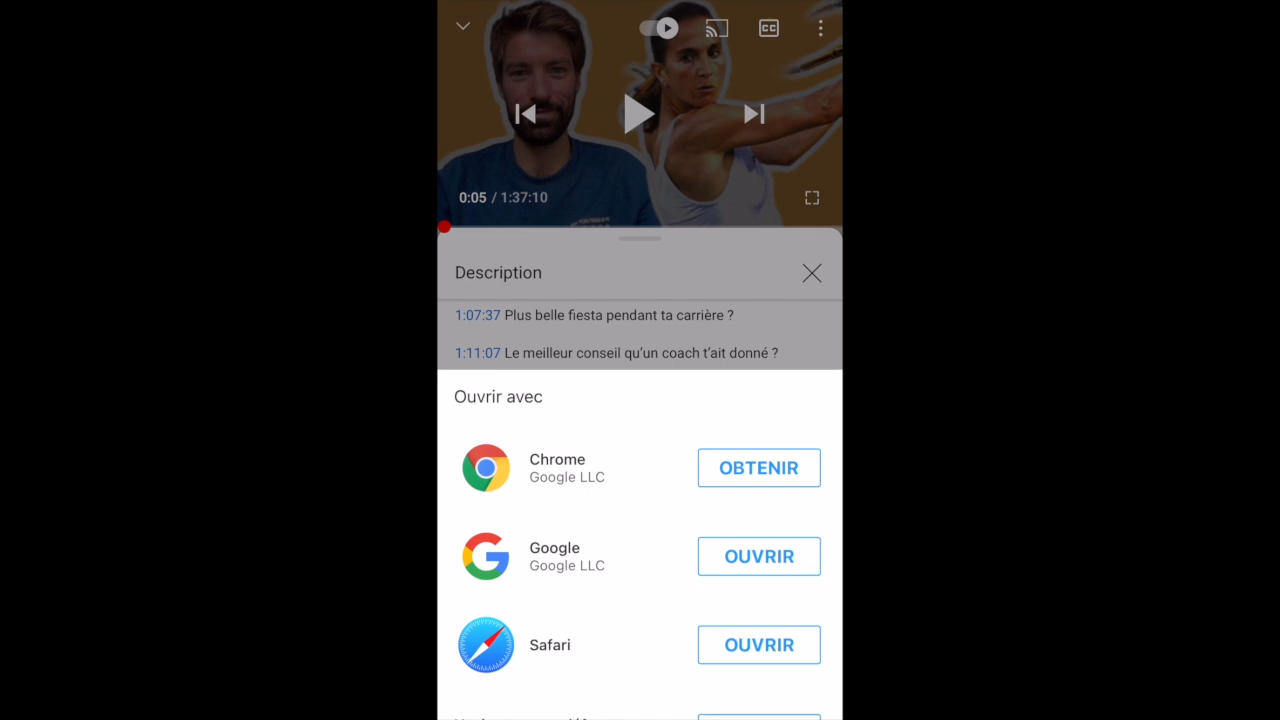 CC
0:05 / 1:37:10
Description
1:07:37 Plus belle fiesta pendant ta carrière ?
1:11:07 Le meilleur conseil qu'un coach t'ait donné ?
Ouvrir avec
Chrome
Google LLC
OBTENIR
Google
Google LLC
OUVRIR
Safari
OUVRIR